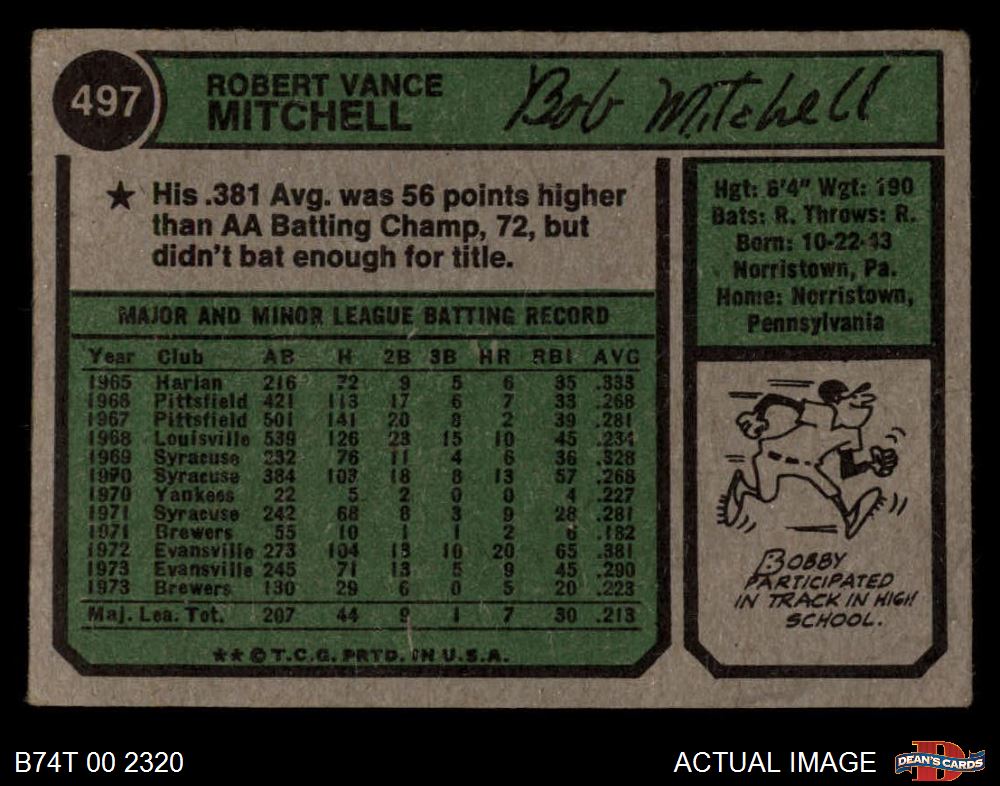 497
ROBERT VANCE
MITCHELL
Bob Mitchell
★ His .381 Avg. was 56 points higher
than AA Batting Champ, 72, but
didn't bat enough for title.
Hgt: 6'4" Wgt: 190
Bats: R. Throws: R.
Born: 10-22-43
Norristown, Pa.
Home: Norristown,
Pennsylvania
MAJOR AND MINOR LEAGUE BATTING RECORD
Year Club AB H 2B 3B HR RBI AVG
1965 Harlan 216 72 9 5 6 35 .333
1966 Pittsfield 421 113 17 6 7 33 .268
1967 Pittsfield 501 141 20 8 2 39 .281
1968 Louisville 539 126 23 15 10 45 .234
1969 Syracuse 232 76 11 4 6 36 .328
1970 Syracuse 384 103 18 8 13 57 .268
1970 Yankees 22 5 2 0 0 4 .227
1971 Syracuse 242 68 8 3 9 28 .281
1971 Brewers 55 10 1 1 2 6 .182
1972 Evansville 273 104 13 10 20 65 .381
1973 Evansville 245 71 13 5 9 45 .290
1973 Brewers 130 29 6 0 5 20 .223
Maj. Lea. Tot. 207 44 9 1 7 30 .213
★★ © T.C.G. PRTD. IN U.S.A.
BOBBY
PARTICIPATED
IN TRACK IN HIGH
SCHOOL.
B74T 00 2320
ACTUAL IMAGE
DEAN'S CARDS